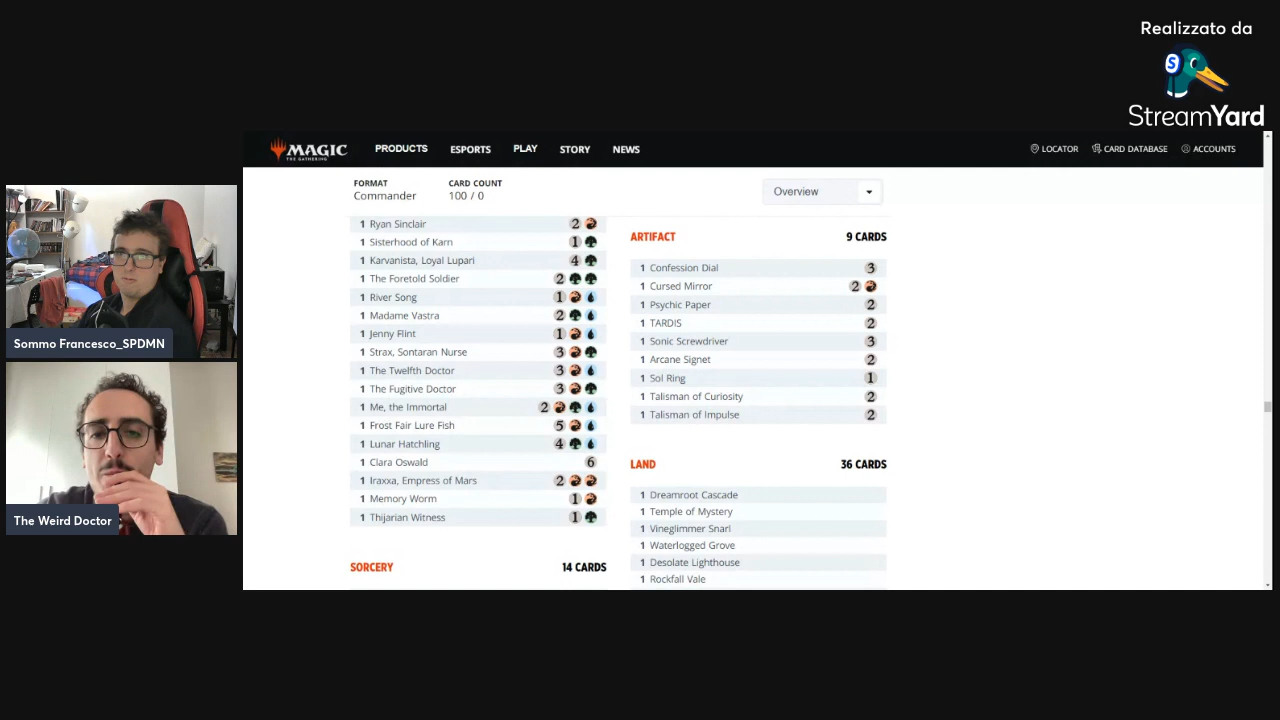 Realizzato da
S
StreamYard
MAGIC
THE GATHERING
PRODUCTS
ESPORTS
PLAY
STORY
NEWS
LOCATOR
CARD DATABASE
ACCOUNTS
FORMAT
Commander
CARD COUNT
100 / 0
Overview
1 Ryan Sinclair 2
1 Sisterhood of Karn 1
1 Karvanista, Loyal Lupari 4
1 The Foretold Soldier 2
1 River Song 1
1 Madame Vastra 2
1 Jenny Flint 1
1 Strax, Sontaran Nurse 3
1 The Twelfth Doctor 3
1 The Fugitive Doctor 3
1 Me, the Immortal 2
1 Frost Fair Lure Fish 5
1 Lunar Hatchling 4
1 Clara Oswald 6
1 Iraxxa, Empress of Mars 2
1 Memory Worm 1
1 Thijarian Witness 1
SORCERY 14 CARDS
ARTIFACT 9 CARDS
1 Confession Dial 3
1 Cursed Mirror 2
1 Psychic Paper 2
1 TARDIS 2
1 Sonic Screwdriver 3
1 Arcane Signet 2
1 Sol Ring 1
1 Talisman of Curiosity 2
1 Talisman of Impulse 2
LAND 36 CARDS
1 Dreamroot Cascade
1 Temple of Mystery
1 Vineglimmer Snarl
1 Waterlogged Grove
1 Desolate Lighthouse
1 Rockfall Vale
Sommo Francesco_SPDMN
The Weird Doctor